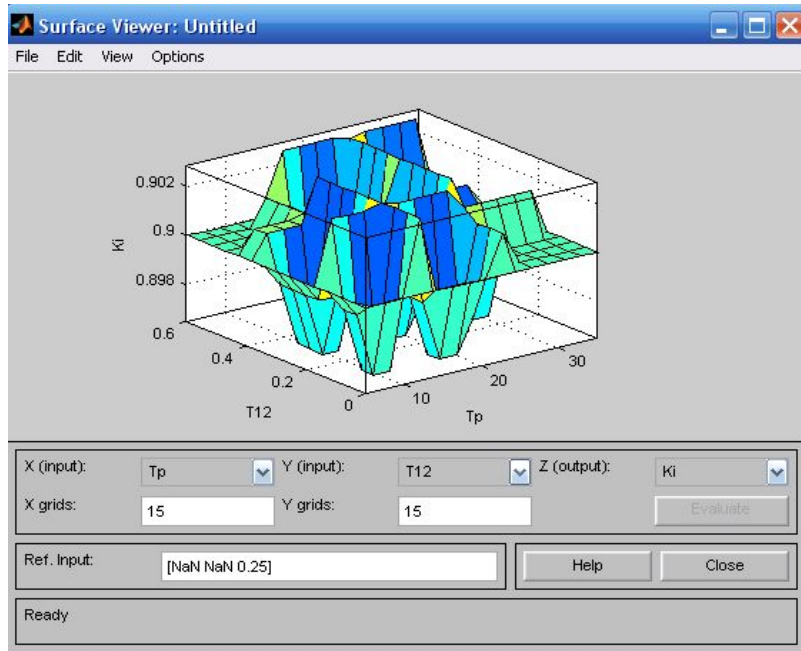 Surface Viewer: Untitled
File Edit View Options
0.902
0.9
0.898
Ki
0.6
0.4
0.2
0
T12
10
20
30
Tp
X (input): Tp Y (input): T12 Z (output): Ki
X grids: 15 Y grids: 15 Evaluate
Ref. Input: [NaN NaN 0.25] Help Close
Ready